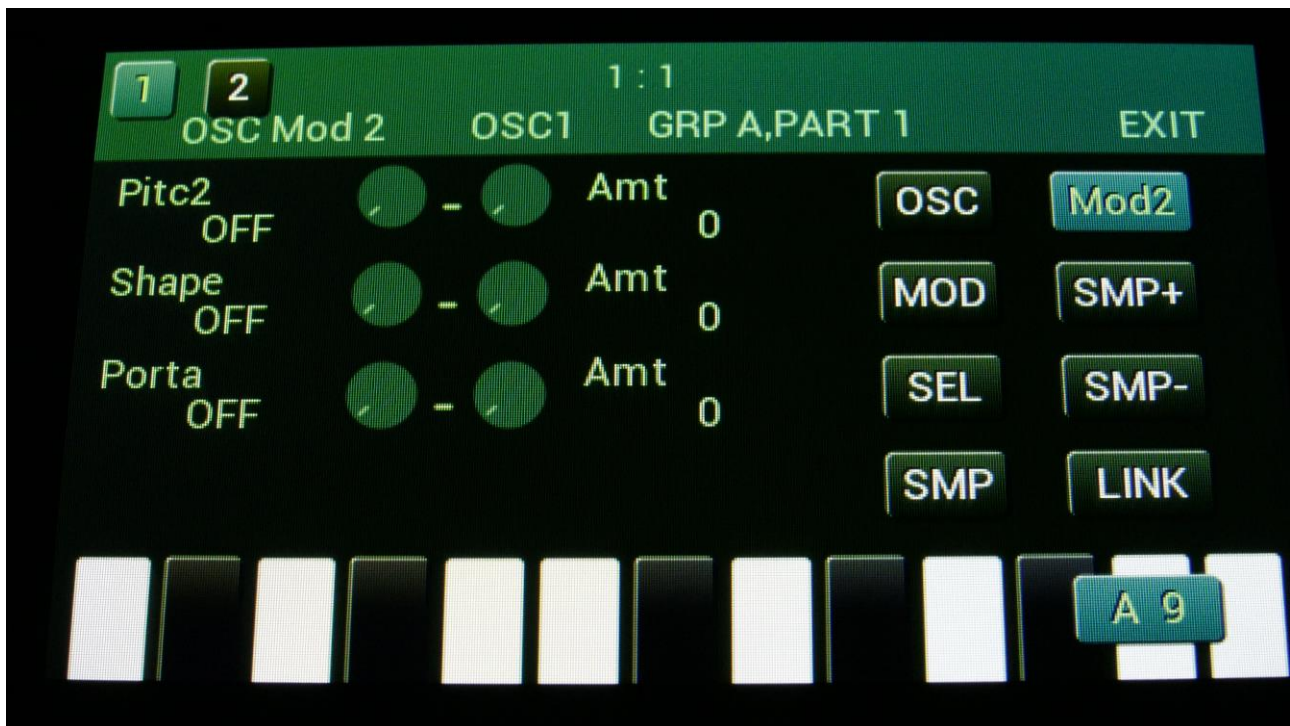 1 2 1 : 1
OSC Mod 2 OSC1 GRP A,PART 1 EXIT
Pitc2 Amt OSC Mod2
OFF - 0
Shape Amt MOD SMP+
OFF - 0
Porta Amt SEL SMP-
OFF - 0
SMP LINK
A 9